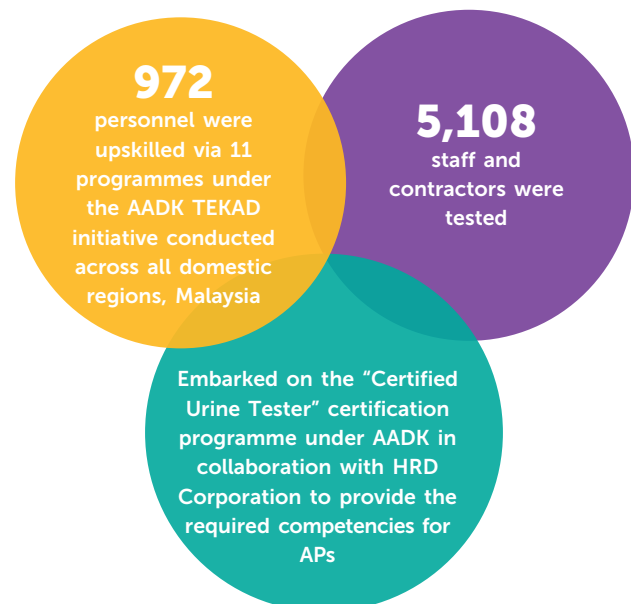 972
personnel were
upskilled via 11
programmes under
the AADK TEKAD
initiative conducted
across all domestic
regions, Malaysia
5,108
staff and
contractors were
tested
Embarked on the “Certified
Urine Tester” certification
programme under AADK in
collaboration with HRD
Corporation to provide the
required competencies for
APs